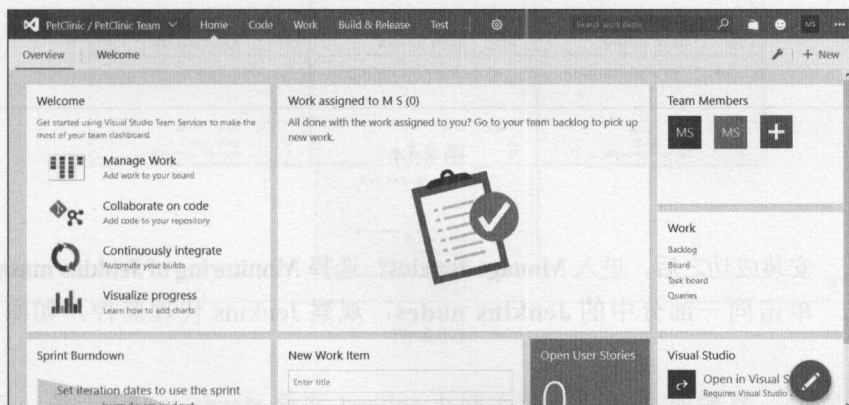 PetClinic / PetClinic Team
Home
Code
Work
Build & Release
Test
Search work items
MS
Overview
Welcome
+ New
Welcome
Get started using Visual Studio Team Services to make the
most of your team dashboard.
Manage Work
Add work to your board
Collaborate on code
Add code to your repository
Continuously integrate
Automate your builds
Visualize progress
Learn how to add charts
Work assigned to M S (0)
All done with the work assigned to you? Go to your team backlog to pick up
new work.
Team Members
MS
MS
Work
Backlog
Board
Task board
Queries
Sprint Burndown
Set iteration dates to use the sprint
burndown widget
New Work Item
Enter title
Open User Stories
0
Visual Studio
Open in Visual S
Requires Visual Studio